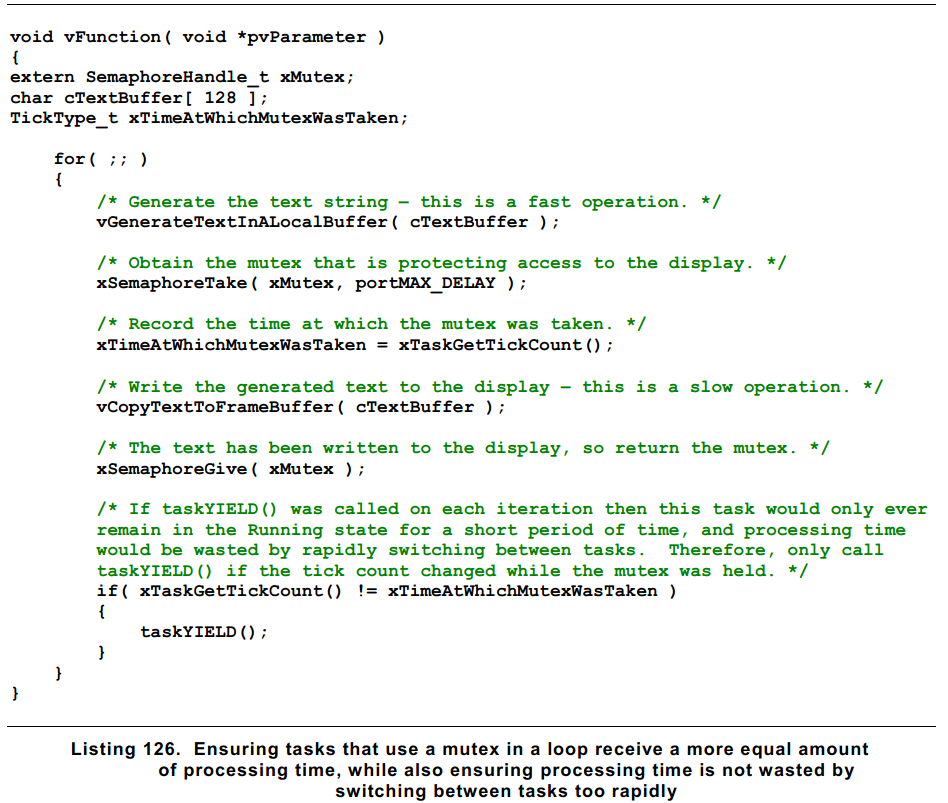 void vFunction( void *pvParameter )
{
extern SemaphoreHandle_t xMutex;
char cTextBuffer[ 128 ];
TickType_t xTimeAtWhichMutexWasTaken;
for( ;; )
{
/* Generate the text string – this is a fast operation. */
vGenerateTextInALocalBuffer( cTextBuffer );
/* Obtain the mutex that is protecting access to the display. */
xSemaphoreTake( xMutex, portMAX_DELAY );
/* Record the time at which the mutex was taken. */
xTimeAtWhichMutexWasTaken = xTaskGetTickCount();
/* Write the generated text to the display – this is a slow operation. */
vCopyTextToFrameBuffer( cTextBuffer );
/* The text has been written to the display, so return the mutex. */
xSemaphoreGive( xMutex );
/* If taskYIELD() was called on each iteration then this task would only ever
remain in the Running state for a short period of time, and processing time
would be wasted by rapidly switching between tasks.  Therefore, only call
taskYIELD() if the tick count changed while the mutex was held. */
if( xTaskGetTickCount() != xTimeAtWhichMutexWasTaken )
{
taskYIELD();
}
}
}
Listing 126.  Ensuring tasks that use a mutex in a loop receive a more equal amount
of processing time, while also ensuring processing time is not wasted by
switching between tasks too rapidly